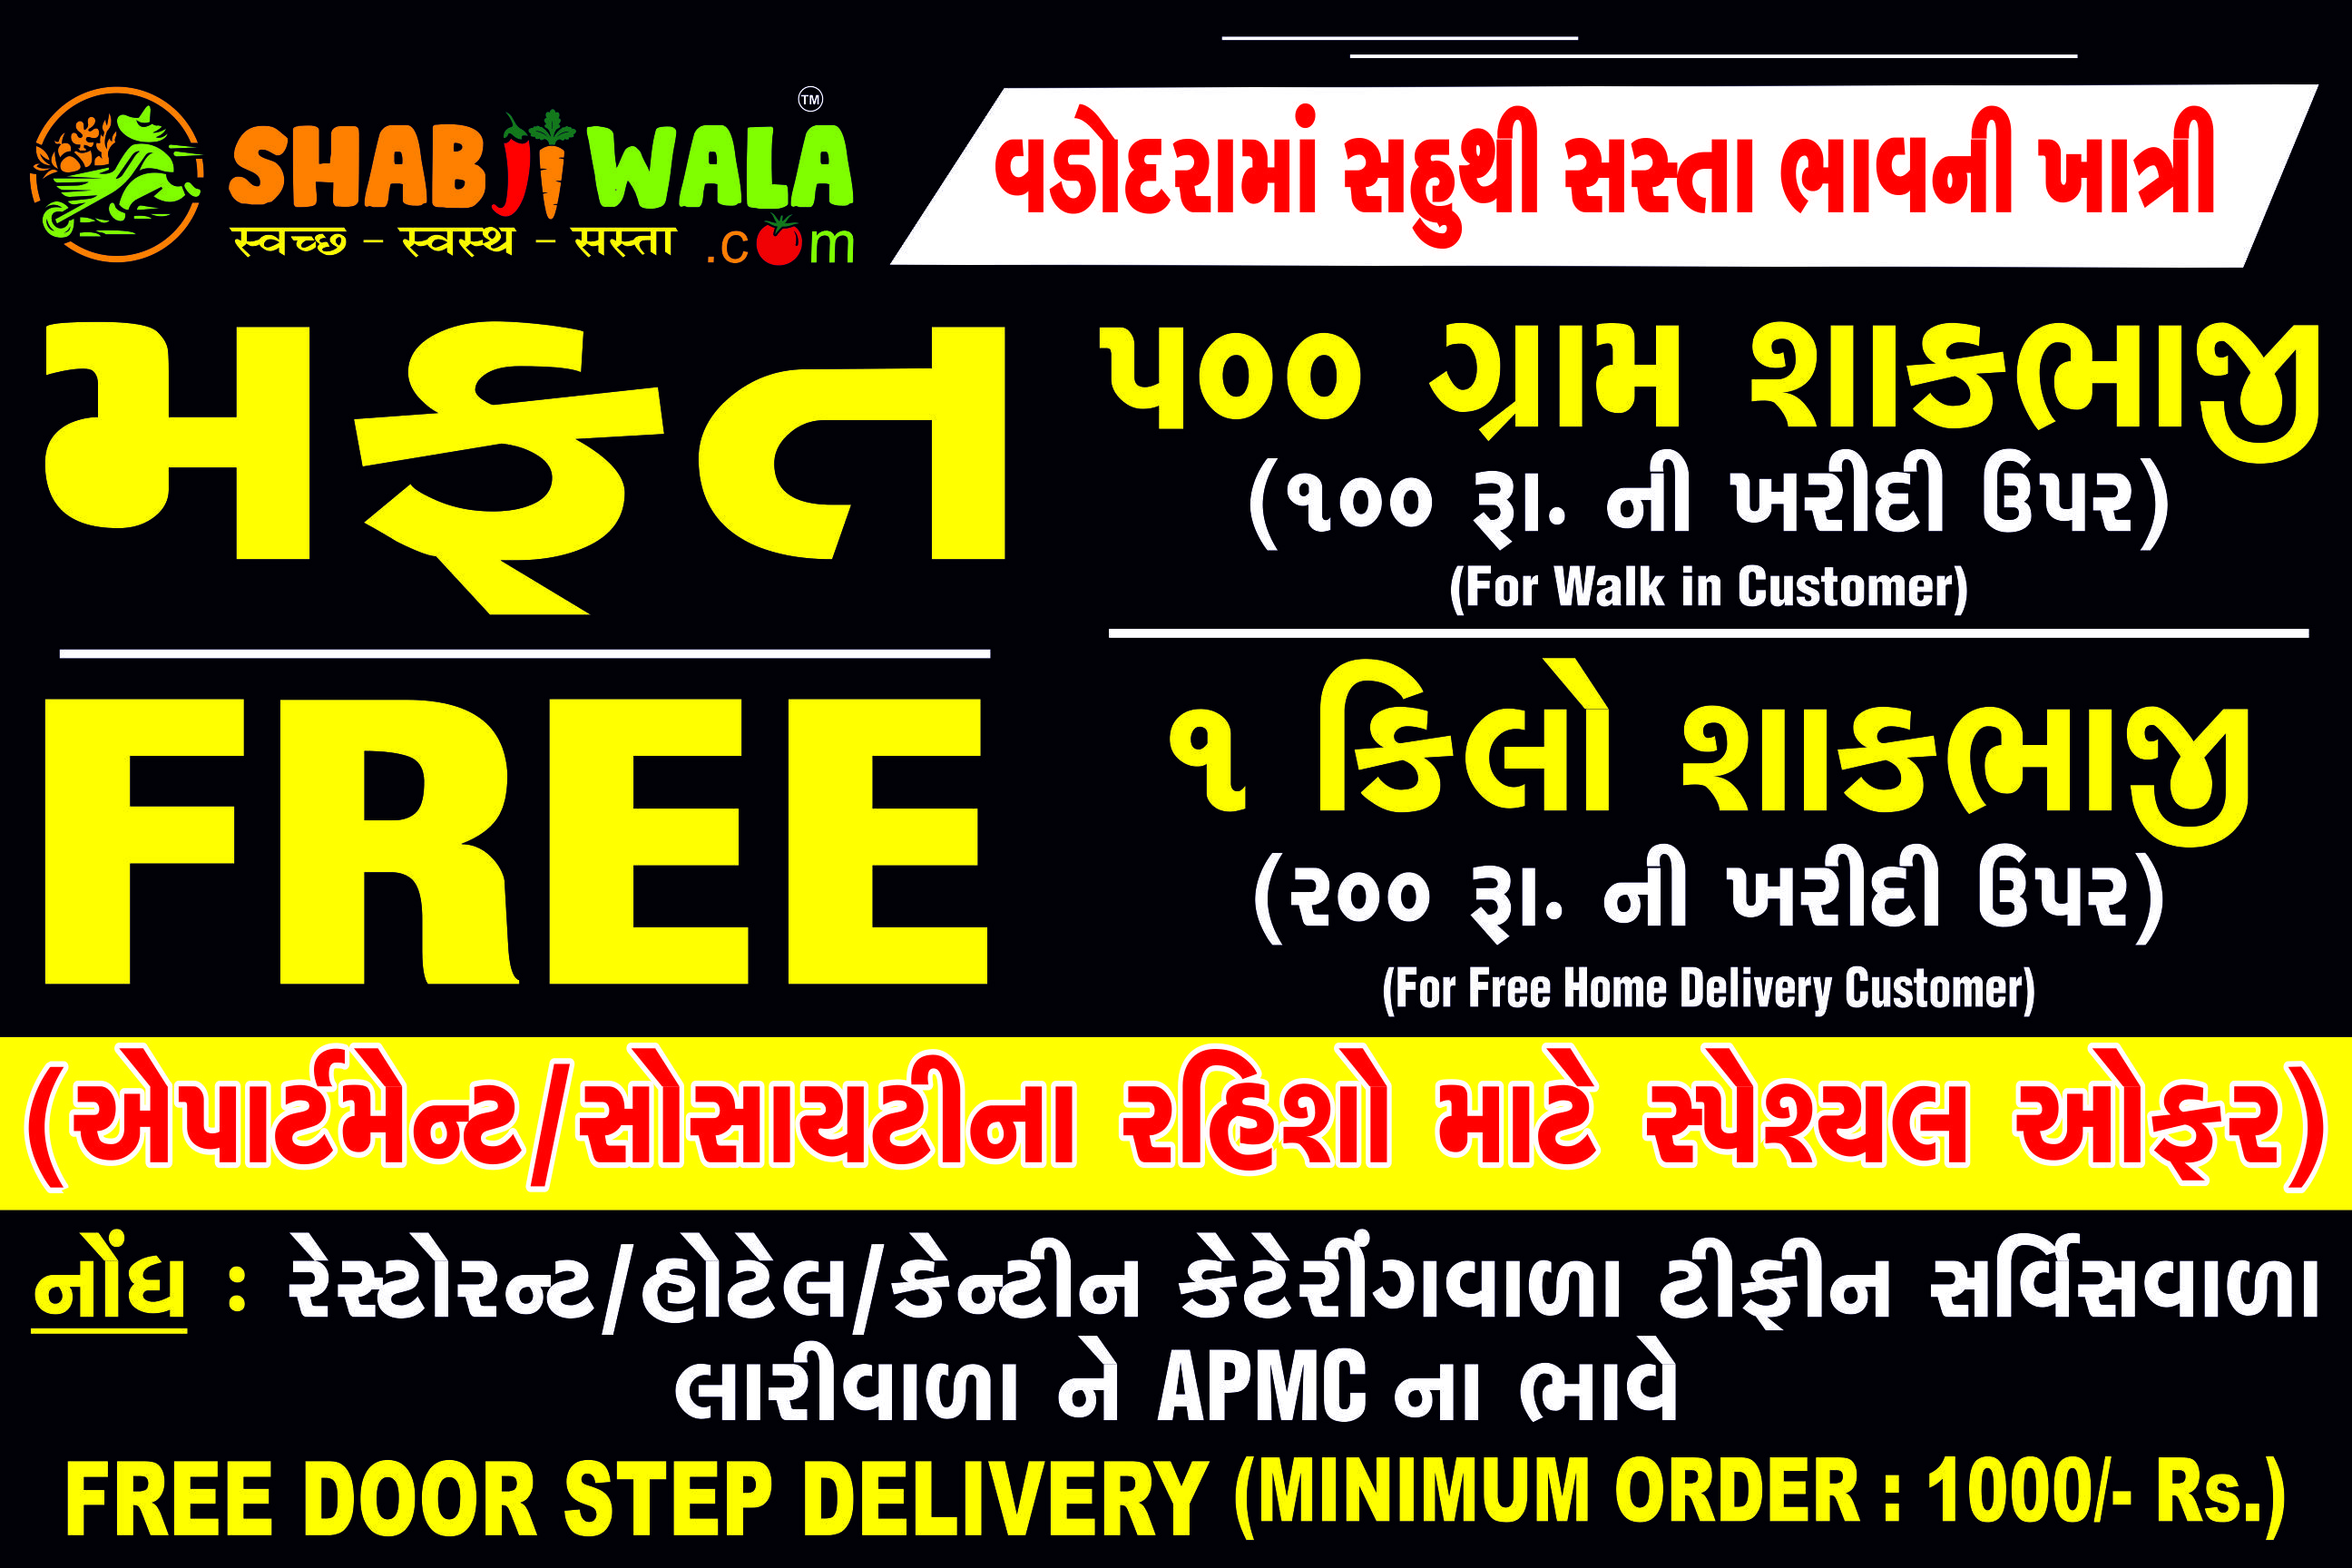 SHABJIWALA TM
स्वच्छ - स्वस्थ - सस्ता
.com
વડોદરામાં સહુથી સસ્તા ભાવની ખાત્રી
મફત
૫૦૦ ગ્રામ શાકભાજી
(૧૦૦ રૂા. ની ખરીદી ઉપર)
(For Walk in Customer)
FREE
૧ કિલો શાકભાજી
(૨૦૦ રૂા. ની ખરીદી ઉપર)
(For Free Home Delivery Customer)
(એપાર્ટમેન્ટ/સોસાયટીના રહિશો માટે સ્પેશ્યલ ઓફર)
નોંધ : રેસ્ટોરન્ટ/હોટેલ/કેન્ટીન કેટેરીંગવાળા ટીફીન સર્વિસવાળા
લારીવાળા ને APMC ના ભાવે
FREE DOOR STEP DELIVERY (MINIMUM ORDER : 1000/- Rs.)